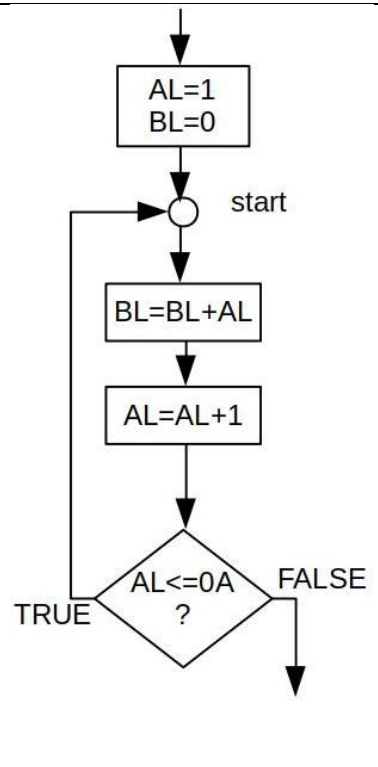 AL=1
BL=0
start
BL=BL+AL
AL=AL+1
AL<=0A
?
TRUE
FALSE